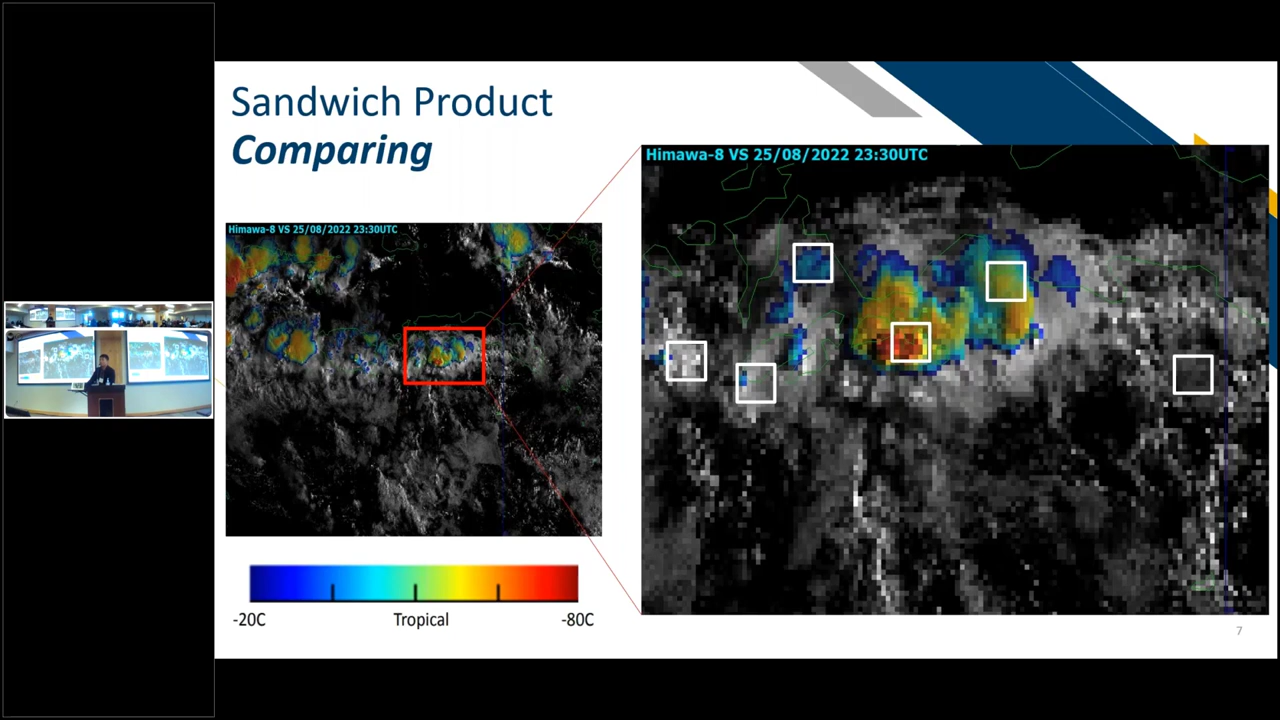 Sandwich Product
Comparing
Himawa-8 VS 25/08/2022 23:30UTC
Himawa-8 VS 25/08/2022 23:30UTC
-20C
Tropical
-80C
7